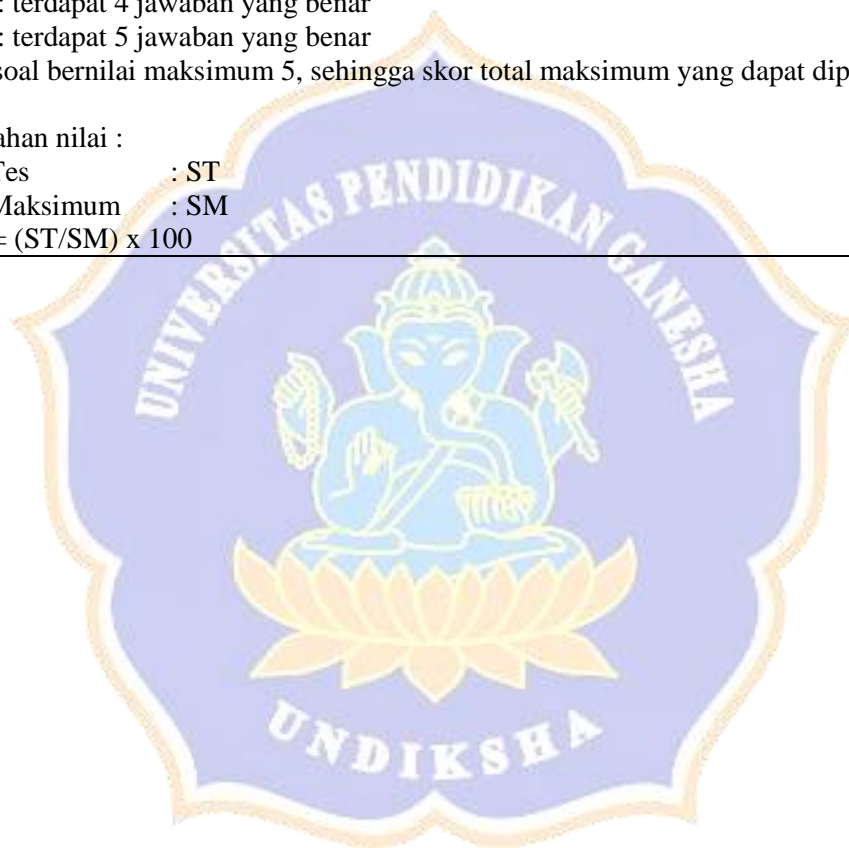 : terdapat 4 jawaban yang benar
: terdapat 5 jawaban yang benar
soal bernilai maksimum 5, sehingga skor total maksimum yang dapat dip
ahan nilai :
Tes : ST
Maksimum : SM
= (ST/SM) x 100
UNIVERSITAS PENDIDIKAN GANESHA
UNDIKSHA